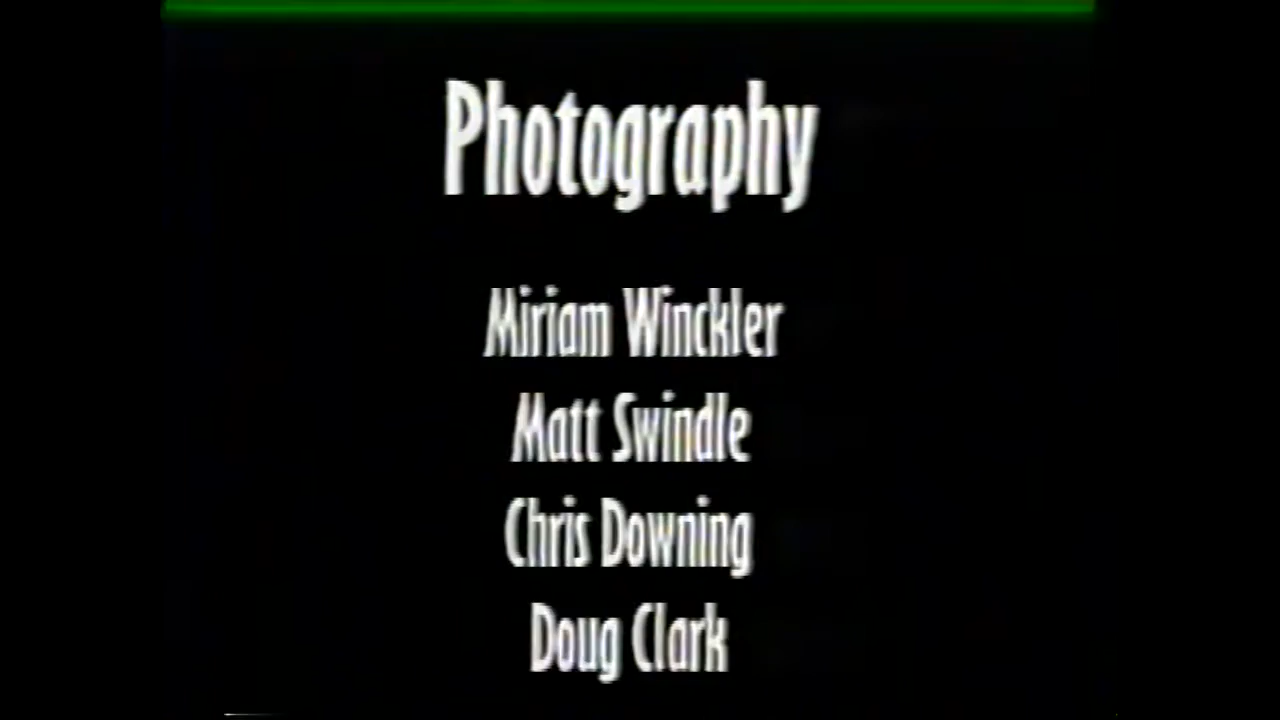 Photography
Miriam Winckler
Matt Swindle
Chris Downing
Doug Clark